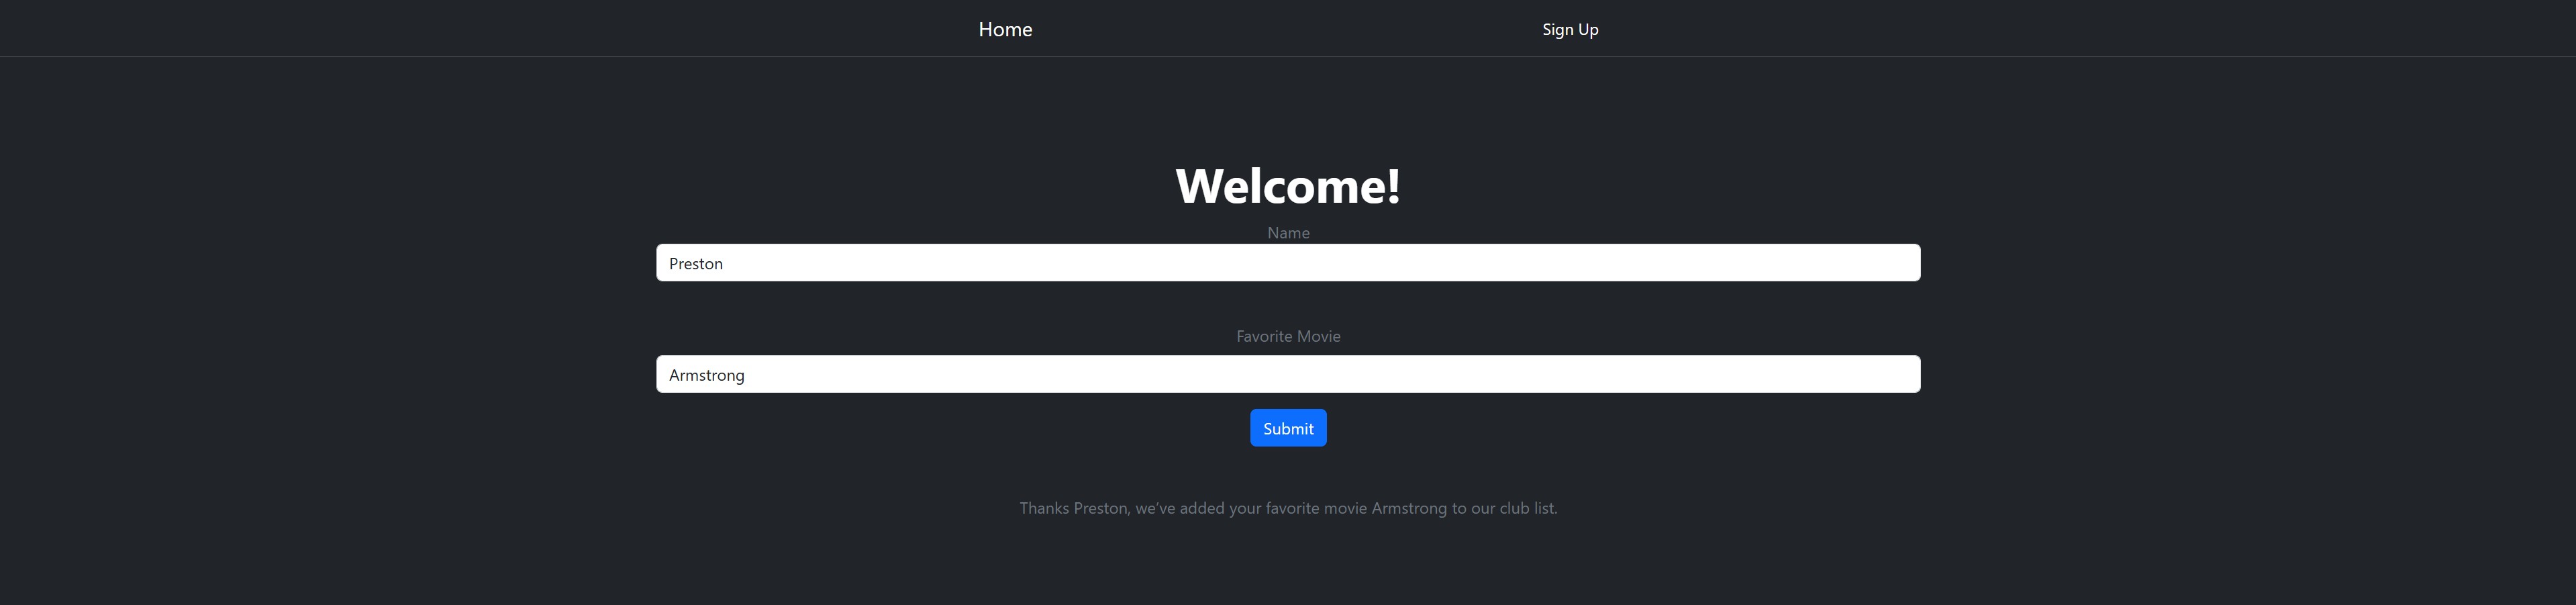 Home Sign Up
Welcome!
Name
Preston
Favorite Movie
Armstrong
Submit
Thanks Preston, we've added your favorite movie Armstrong to our club list.